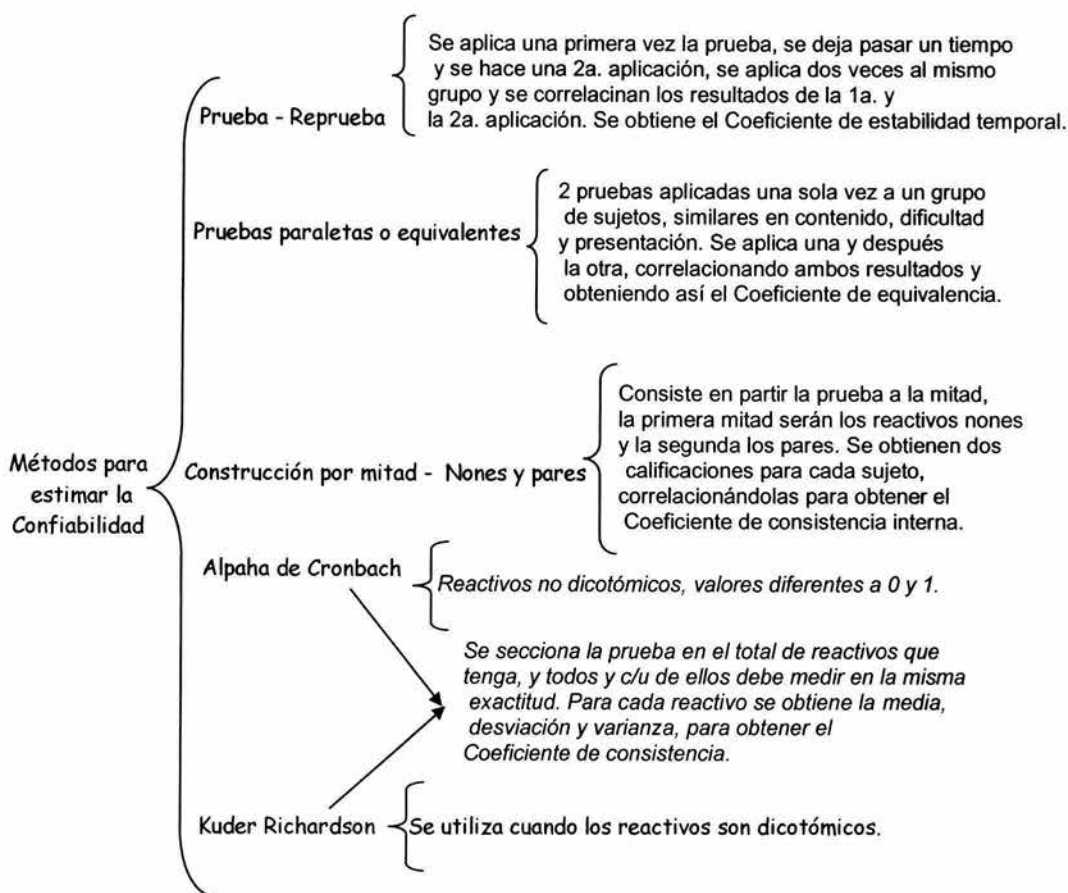 Se aplica una primera vez la prueba, se deja pasar un tiempo
y se hace una 2a. aplicación, se aplica dos veces al mismo
grupo y se correlacinan los resultados de la 1a. y
la 2a. aplicación. Se obtiene el Coeficiente de estabilidad temporal.
Prueba - Reprueba
2 pruebas aplicadas una sola vez a un grupo
de sujetos, similares en contenido, dificultad
y presentación. Se aplica una y después
la otra, correlacionando ambos resultados y
obteniendo así el Coeficiente de equivalencia.
Pruebas paraletas o equivalentes
Consiste en partir la prueba a la mitad,
la primera mitad serán los reactivos nones
y la segunda los pares. Se obtienen dos
calificaciones para cada sujeto,
correlacionándolas para obtener el
Coeficiente de consistencia interna.
Métodos para
estimar la
Confiabilidad
Construcción por mitad - Nones y pares
Alpaha de Cronbach
Reactivos no dicotómicos, valores diferentes a 0 y 1.
Se secciona la prueba en el total de reactivos que
tenga, y todos y c/u de ellos debe medir en la misma
exactitud. Para cada reactivo se obtiene la media,
desviación y varianza, para obtener el
Coeficiente de consistencia.
Kuder Richardson
Se utiliza cuando los reactivos son dicotómicos.